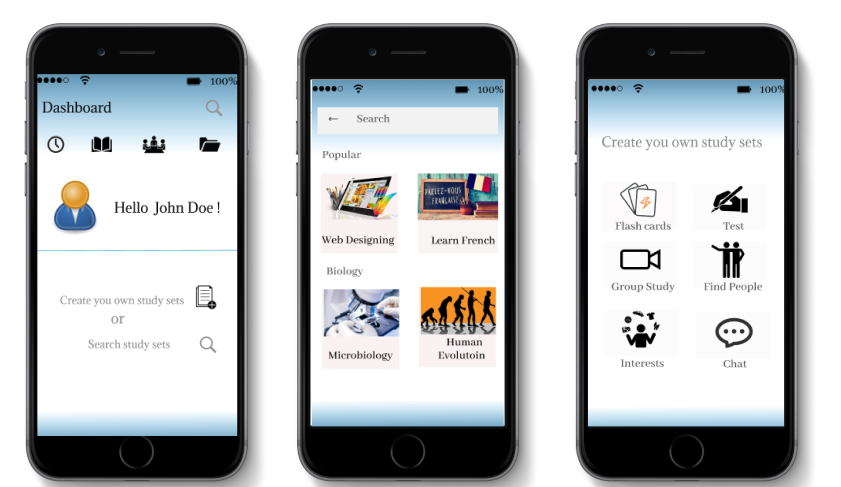 100%
Dashboard
Hello John Doe !
Create you own study sets
or
Search study sets
100%
← Search
Popular
PARLEZ-VOUS
FRANÇAIS?
Web Designing
Learn French
Biology
Microbiology
Human
Evolutoin
100%
Create you own study sets
Flash cards
Test
Group Study
Find People
Interests
Chat